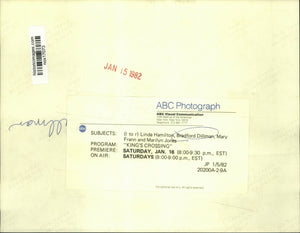 JAN 15 1982
ABC Photograph
ABC Visual Communication
SUBJECTS: (l to r) Linda Hamilton, Bradford Dillman, Mary Frann and Marilyn Jones
PROGRAM: "KING'S CROSSING"
PREMIERE: SATURDAY, JAN. 16 (8:00-9:30 p.m., EST)
ON AIR: SATURDAYS (8:00-9:00 p.m., EST)
JP 1/5/82
20200A-2-9A